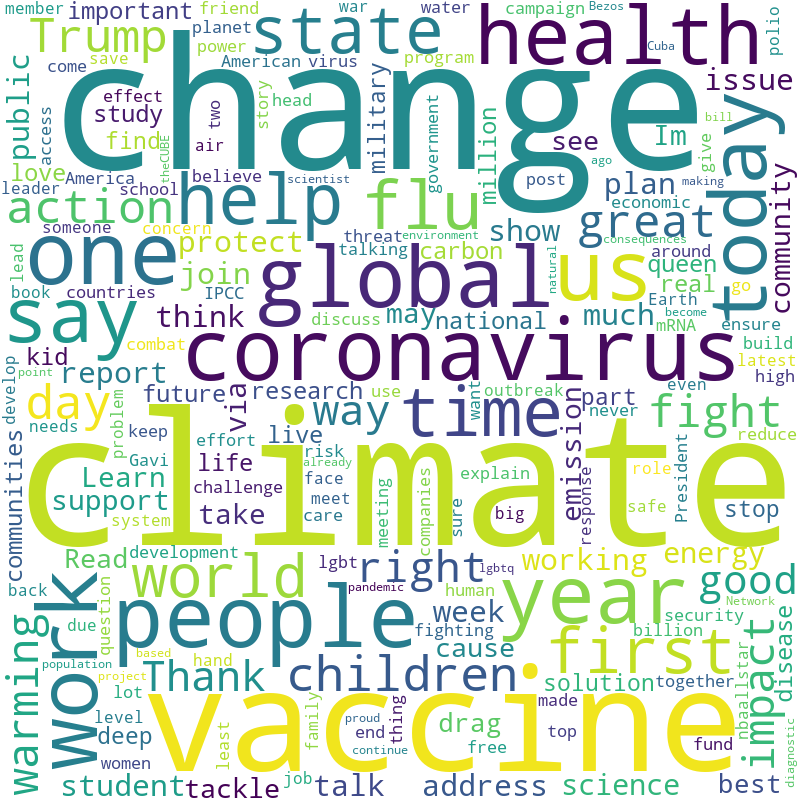 member
important
friend
planet
war
water
campaign
Bezos
state
health
polio
Trump
power
Cuba
come
save
American
virus
program
change
public
access
effect
study
find
theCUBE
air
two
story
head
military
government
million
see
Im
issue
bill
give
today
love
leader
America
school
believe
scientist
ago
post
plan
making
economic
community
action
help
flu
great
someone
concern
protect
threat
environment
show
consequences
one
talking
carbon
natural
around
queen
lead
book
countries
join
IPCC
global
us
real
go
Earth
become
say
think
discuss
may
national
much
mRNA
ensure
build
combat
coronavirus
kid
point
report
latest
high
develop
day
future
via
research
use
want
outbreak
part
even
never
time
fight
reduce
needs
problem
keep
way
effort
live
emission
communities
Gavi
risk
already
climate
Learn
life
face
explain
role
President
safe
support
challenge
meet
care
meeting
companies
sure
big
response
stop
system
take
Read
development
lgbt
right
lgbtq
working
energy
back
world
pandemic
human
year
good
Network
work
due
question
people
week
fighting
security
billion
first
warming
population
based
hand
cause
nbaallstar
impact
disease
project
Thank
children
solution
together
lot
level
deep
women
vaccine
least
family
proud
end
continue
thing
drag
free
made
top
fund
diagnostic
student
tackle
job
talk
address
science
best